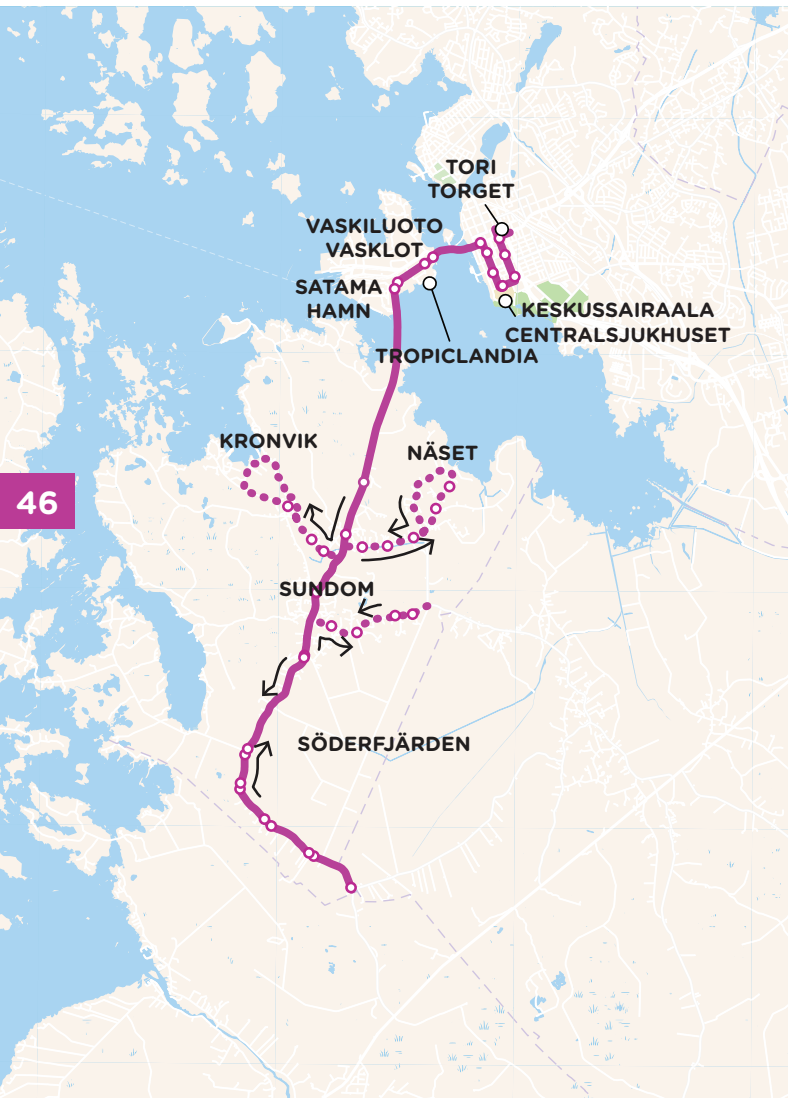 TORI
TORGET
VASKILUOTO
VASKLOT
SATAMA
HAMN
KESKUSSAIRAALA
CENTRALSJUKHUSET
TROPICLANDIA
KRONVIK
NÄSET
46
SUNDOM
SÖDERFJÄRDEN